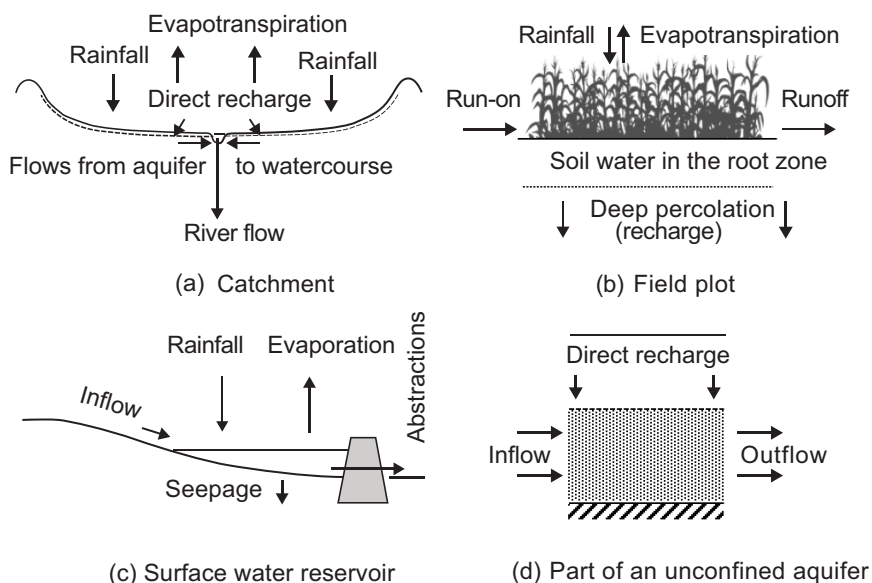 Evapotranspiration
Rainfall
Rainfall
Direct recharge
Flows from aquifer
to watercourse
River flow
(a) Catchment
Rainfall
Evapotranspiration
Run-on
Runoff
Soil water in the root zone
Deep percolation
(recharge)
(b) Field plot
Rainfall
Evaporation
Abstractions
Inflow
Seepage
(c) Surface water reservoir
Direct recharge
Inflow
Outflow
(d) Part of an unconfined aquifer